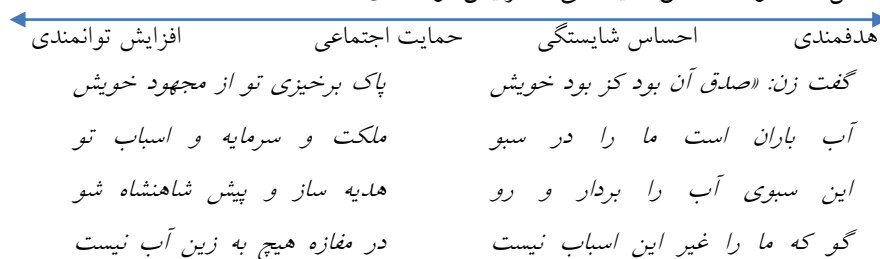 هدفمندی احساس شایستگی حمایت اجتماعی افزایش توانمندی
گفت زن: «صدق آن بود کز بود خویش پاک برخیزی تو از مجهود خویش
آب باران است ما را در سبو ملکت و سرمایه و اسباب تو
این سبوی آب را بردار و رو هدیه ساز و پیش شاهنشاه شو
گو که ما را غیر این اسباب نیست در مفازه هیچ به زین آب نیست